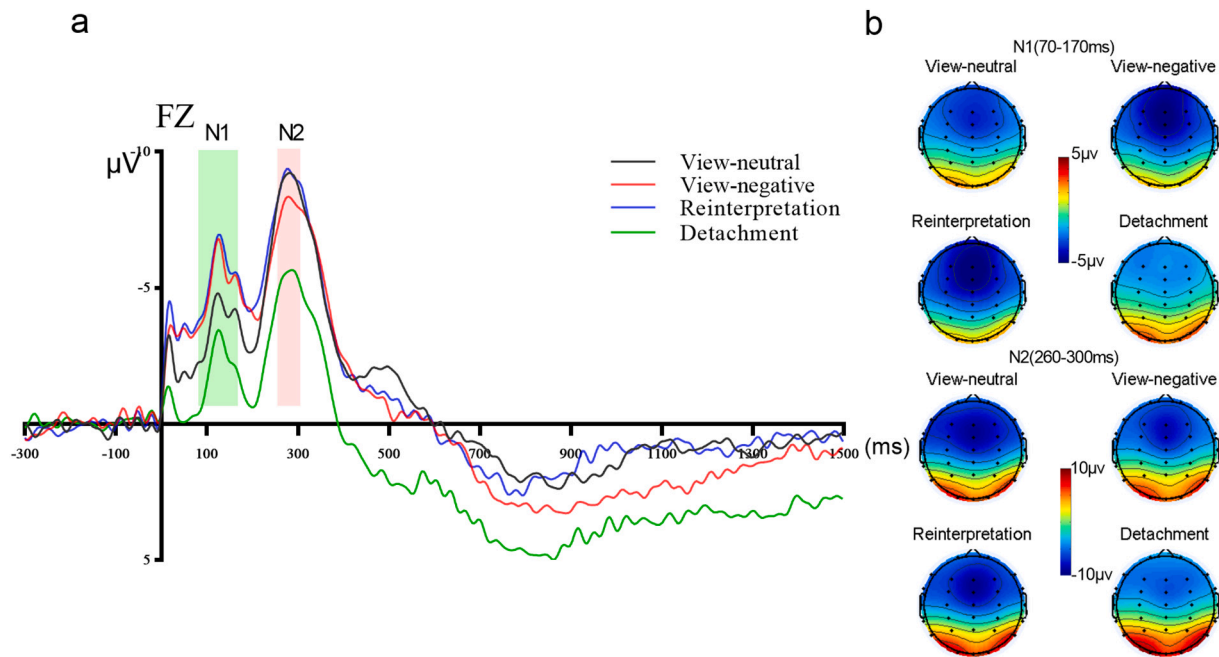 a
FZ
N1
N2
μV
-10
-5
5
-300
-100
100
300
500
700
900
1100
1300
1500
(ms)
View-neutral
View-negative
Reinterpretation
Detachment
b
N1(70-170ms)
View-neutral
View-negative
5μv
-5μv
Reinterpretation
Detachment
N2(260-300ms)
View-neutral
View-negative
10μv
-10μv
Reinterpretation
Detachment